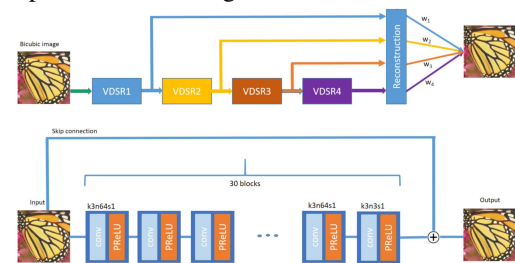 Bicubic image
VDSR1
VDSR2
VDSR3
VDSR4
Reconstruction
w₁
w₂
w₃
w₄
Skip connection
30 blocks
Input
k3n64s1
k3n64s1
k3n3s1
Output
conv
PReLU
conv
PReLU
conv
PReLU
...
conv
PReLU
conv
PReLU
+